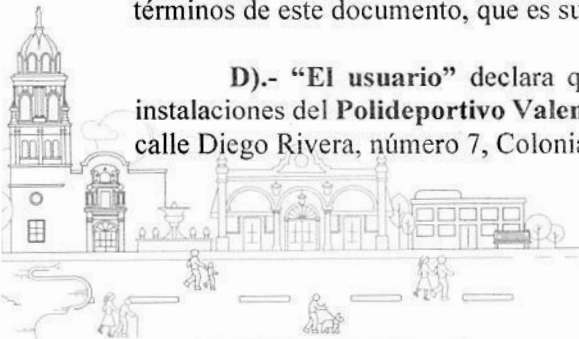 términos de este documento, que es su
D).- “El usuario” declara q
instalaciones del Polideportivo Valer
calle Diego Rivera, número 7, Colonia